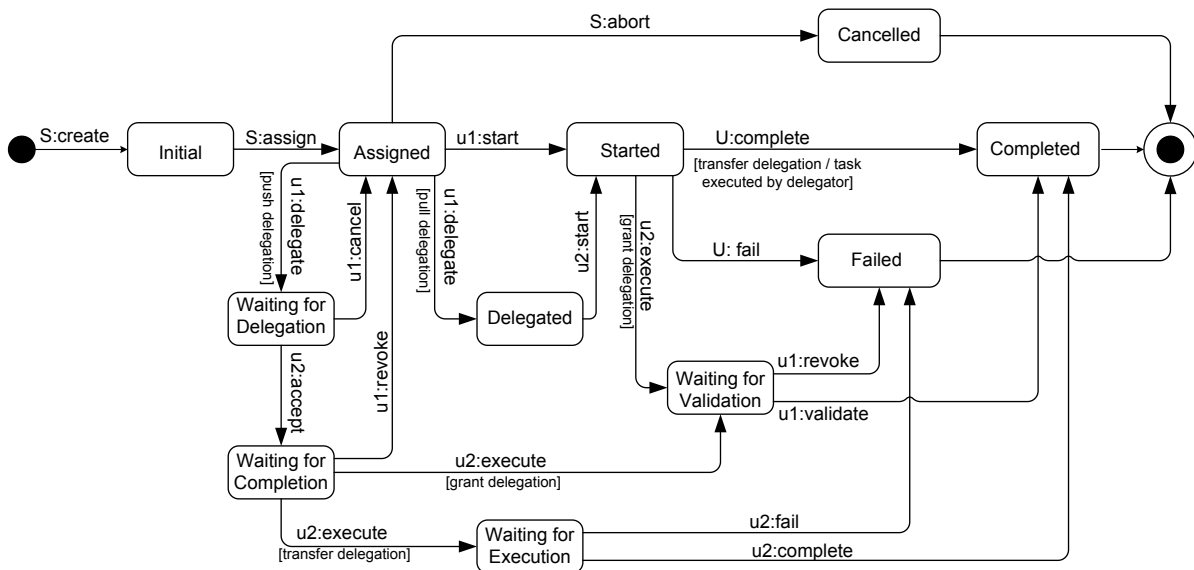 S:abort
Cancelled
S:create
Initial
S:assign
Assigned
u1:start
Started
U:complete
[transfer delegation / task
executed by delegator]
Completed
u1:delegate
[push delegation]
u1:cancel
u1:delegate
[pull delegation]
u2:start
u2:execute
[grant delegation]
U: fail
Failed
Waiting for
Delegation
Delegated
u2:accept
u1:revoke
Waiting for
Validation
u1:revoke
u1:validate
Waiting for
Completion
u2:execute
[grant delegation]
u2:execute
[transfer delegation]
Waiting for
Execution
u2:fail
u2:complete